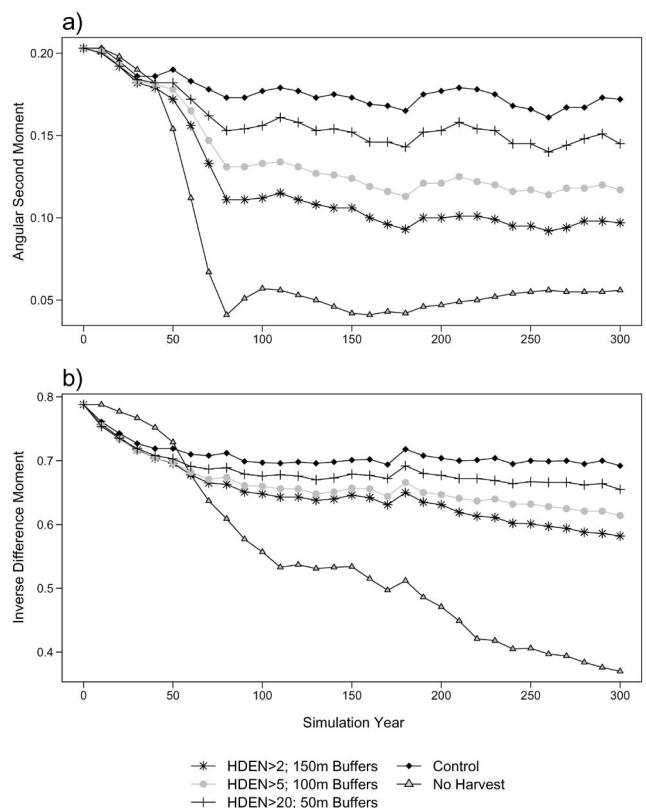 a)
0.20
0.15
0.10
0.05
Angular Second Moment
0 50 100 150 200 250 300
b)
0.8
0.7
0.6
0.5
0.4
Inverse Difference Moment
0 50 100 150 200 250 300
Simulation Year
HDEN>2; 150m Buffers Control
HDEN>5; 100m Buffers No Harvest
HDEN>20; 50m Buffers